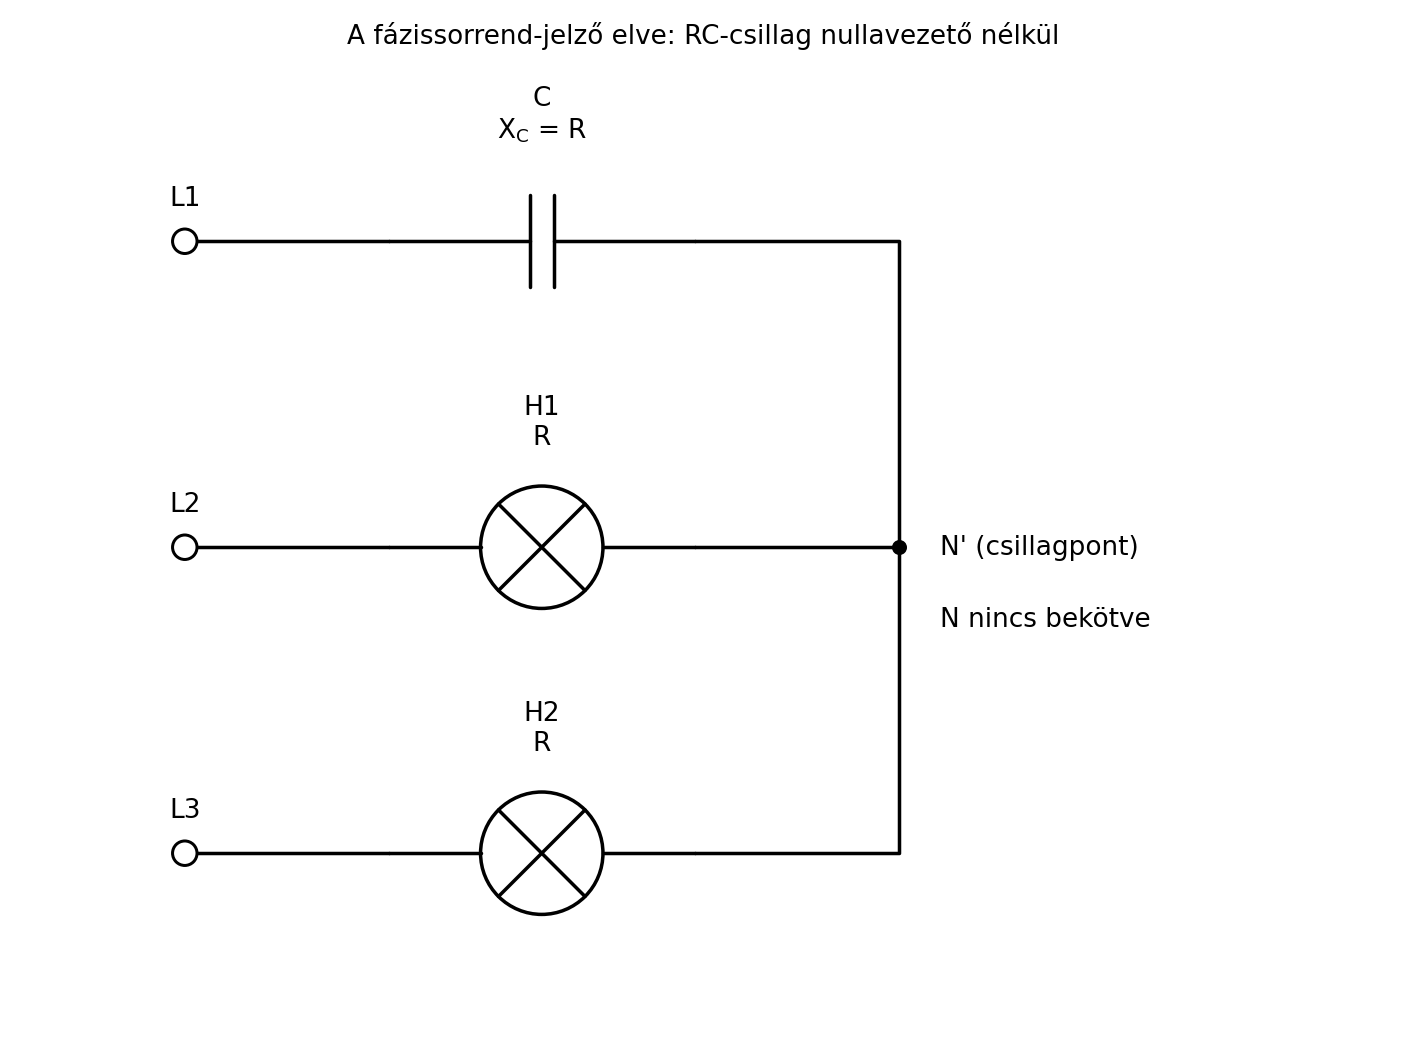 A fázissorrend-jelző elve: RC-csillag nullavezető nélkül
C
X_C = R
L1
H1
R
L2
N' (csillagpont)
N nincs bekötve
H2
R
L3